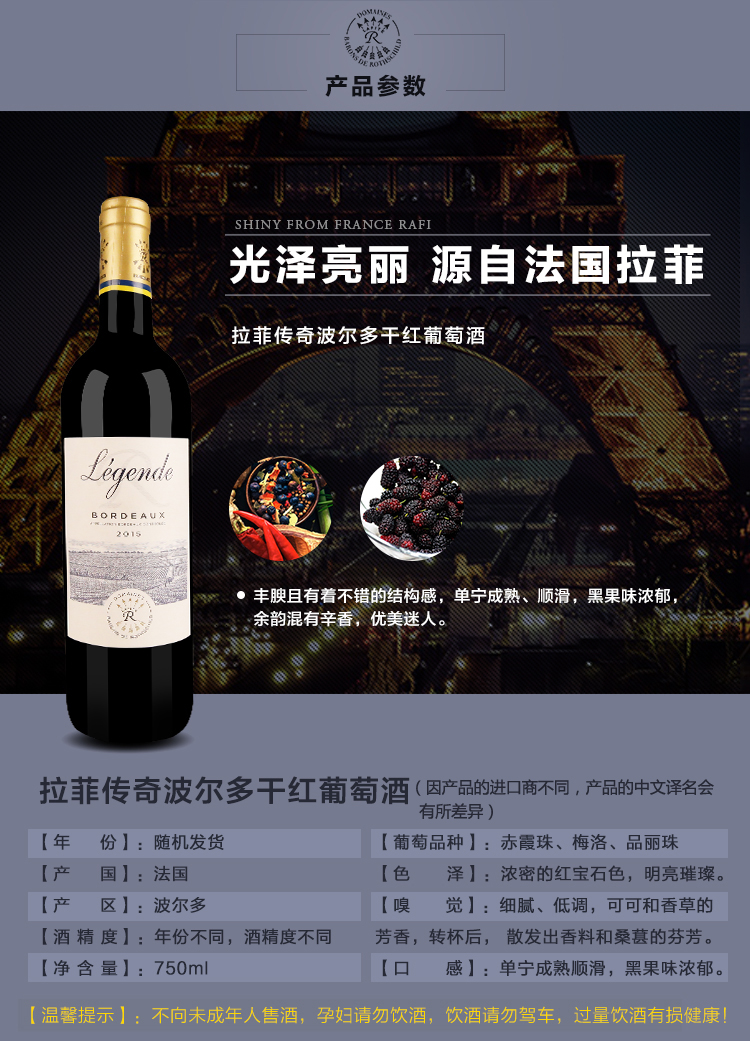 DOMAINES
BARONS DE ROTHSCHILD
LAFITE
R
产品参数
SHINY FROM FRANCE RAFI
光泽亮丽 源自法国拉菲
拉菲传奇波尔多干红葡萄酒
Légende
BORDEAUX
2015
DOMAINES
BARONS DE ROTHSCHILD
R
丰腴且有着不错的结构感，单宁成熟、顺滑，黑果味浓郁，
余韵混有辛香，优美迷人。
拉菲传奇波尔多干红葡萄酒（因产品的进口商不同，产品的中文译名会
有所差异）
【年 份】：随机发货
【葡萄品种】：赤霞珠、梅洛、品丽珠
【产 国】：法国
【色 泽】：浓密的红宝石色，明亮璀璨。
【产 区】：波尔多
【嗅 觉】：细腻、低调，可可和香草的
【酒 精 度】：年份不同，酒精度不同
芳香，转杯后， 散发出香料和桑葚的芬芳。
【净 含 量】：750ml
【口 感】：单宁成熟顺滑，黑果味浓郁。
【温馨提示】：不向未成年人售酒，孕妇请勿饮酒，饮酒请勿驾车，过量饮酒有损健康！